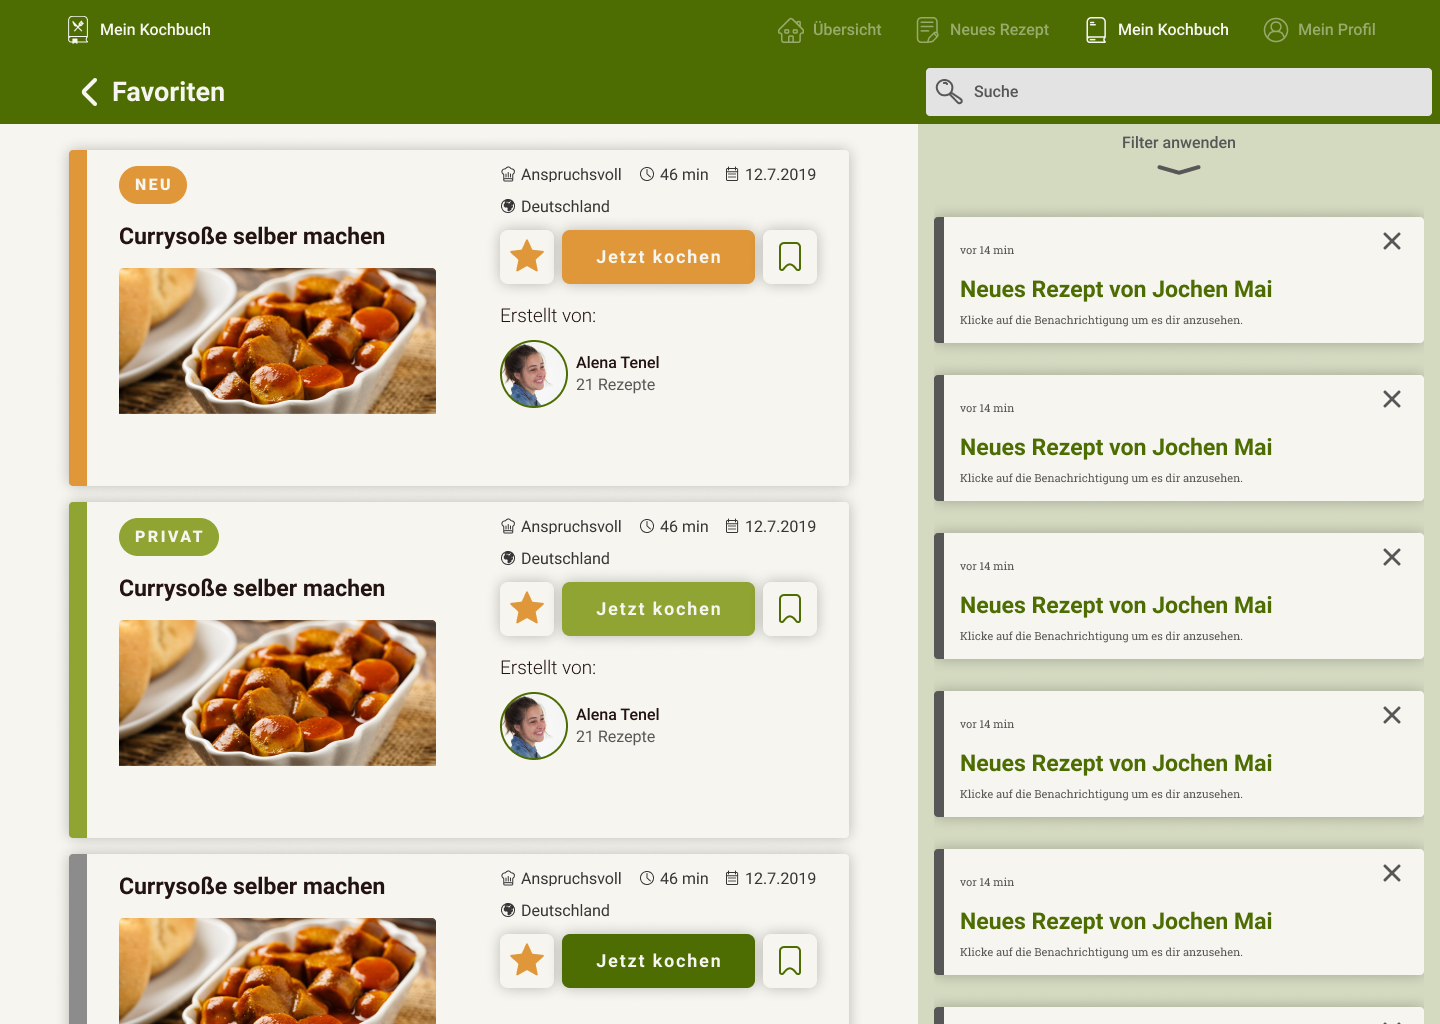 Mein Kochbuch
Übersicht
Neues Rezept
Mein Kochbuch
Mein Profil
Favoriten
Suche
Filter anwenden
NEU
Currysoße selber machen
Anspruchsvoll 46 min 12.7.2019
Deutschland
Jetzt kochen
Erstellt von:
Alena Tenel
21 Rezepte
PRIVAT
Currysoße selber machen
Anspruchsvoll 46 min 12.7.2019
Deutschland
Jetzt kochen
Erstellt von:
Alena Tenel
21 Rezepte
Currysoße selber machen
Anspruchsvoll 46 min 12.7.2019
Deutschland
Jetzt kochen
vor 14 min
Neues Rezept von Jochen Mai
Klicke auf die Benachrichtigung um es dir anzusehen.
vor 14 min
Neues Rezept von Jochen Mai
Klicke auf die Benachrichtigung um es dir anzusehen.
vor 14 min
Neues Rezept von Jochen Mai
Klicke auf die Benachrichtigung um es dir anzusehen.
vor 14 min
Neues Rezept von Jochen Mai
Klicke auf die Benachrichtigung um es dir anzusehen.
vor 14 min
Neues Rezept von Jochen Mai
Klicke auf die Benachrichtigung um es dir anzusehen.